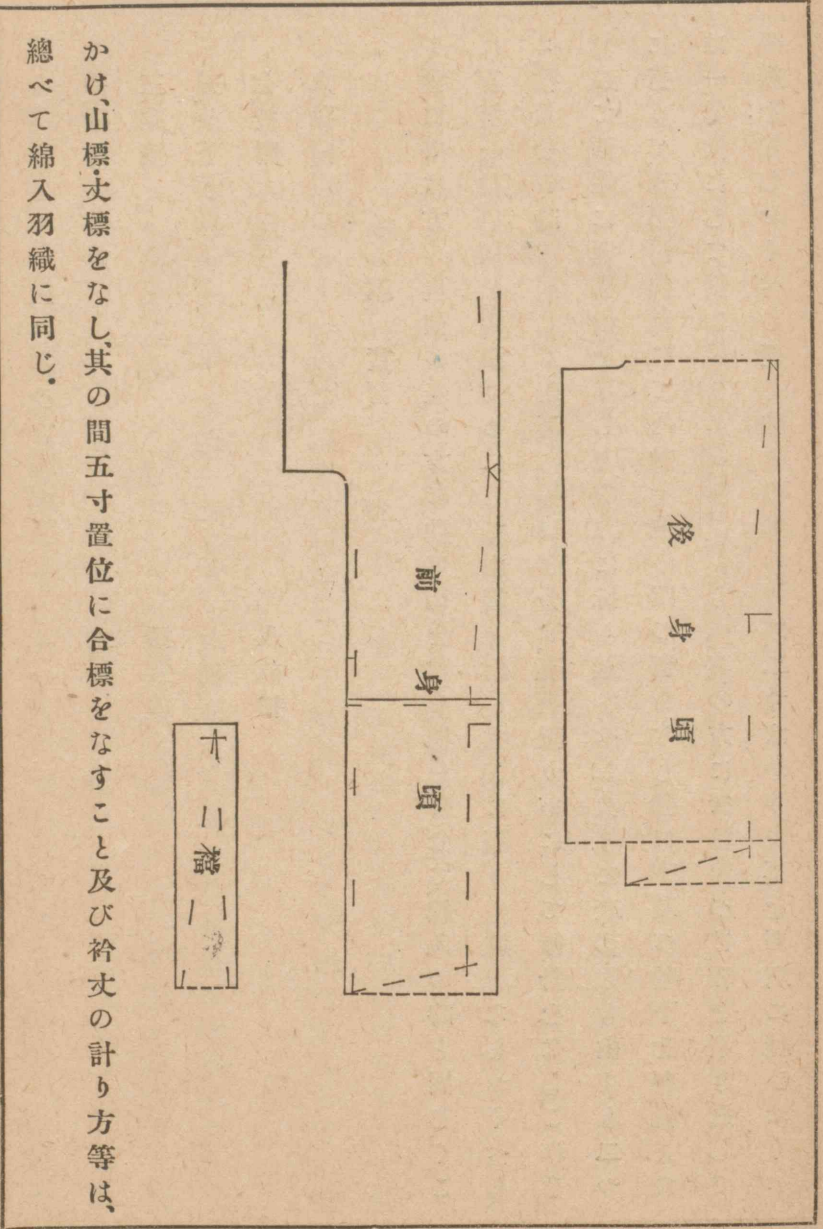 後身頃
前身頃
襠
かけ、山標・丈標をなし、其の間五寸置位に合標をなすこと及び衿丈の計り方等は、
總べて綿入羽織に同じ.